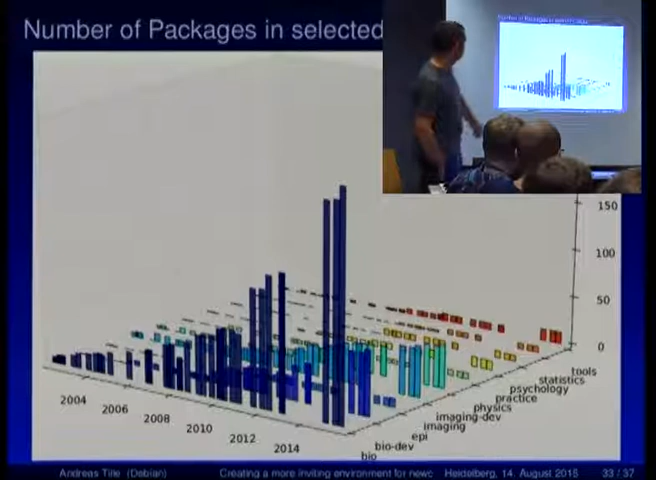 Number of Packages in selected
150
100
50
0
tools
statistics
psychology
practice
physics
imaging-dev
imaging
epi
bio-dev
bio
2004
2006
2008
2010
2012
2014
Andreas Tille (Debian)
Creating a more inviting environment for newc
Heidelberg, 14. August 2015
33 / 37